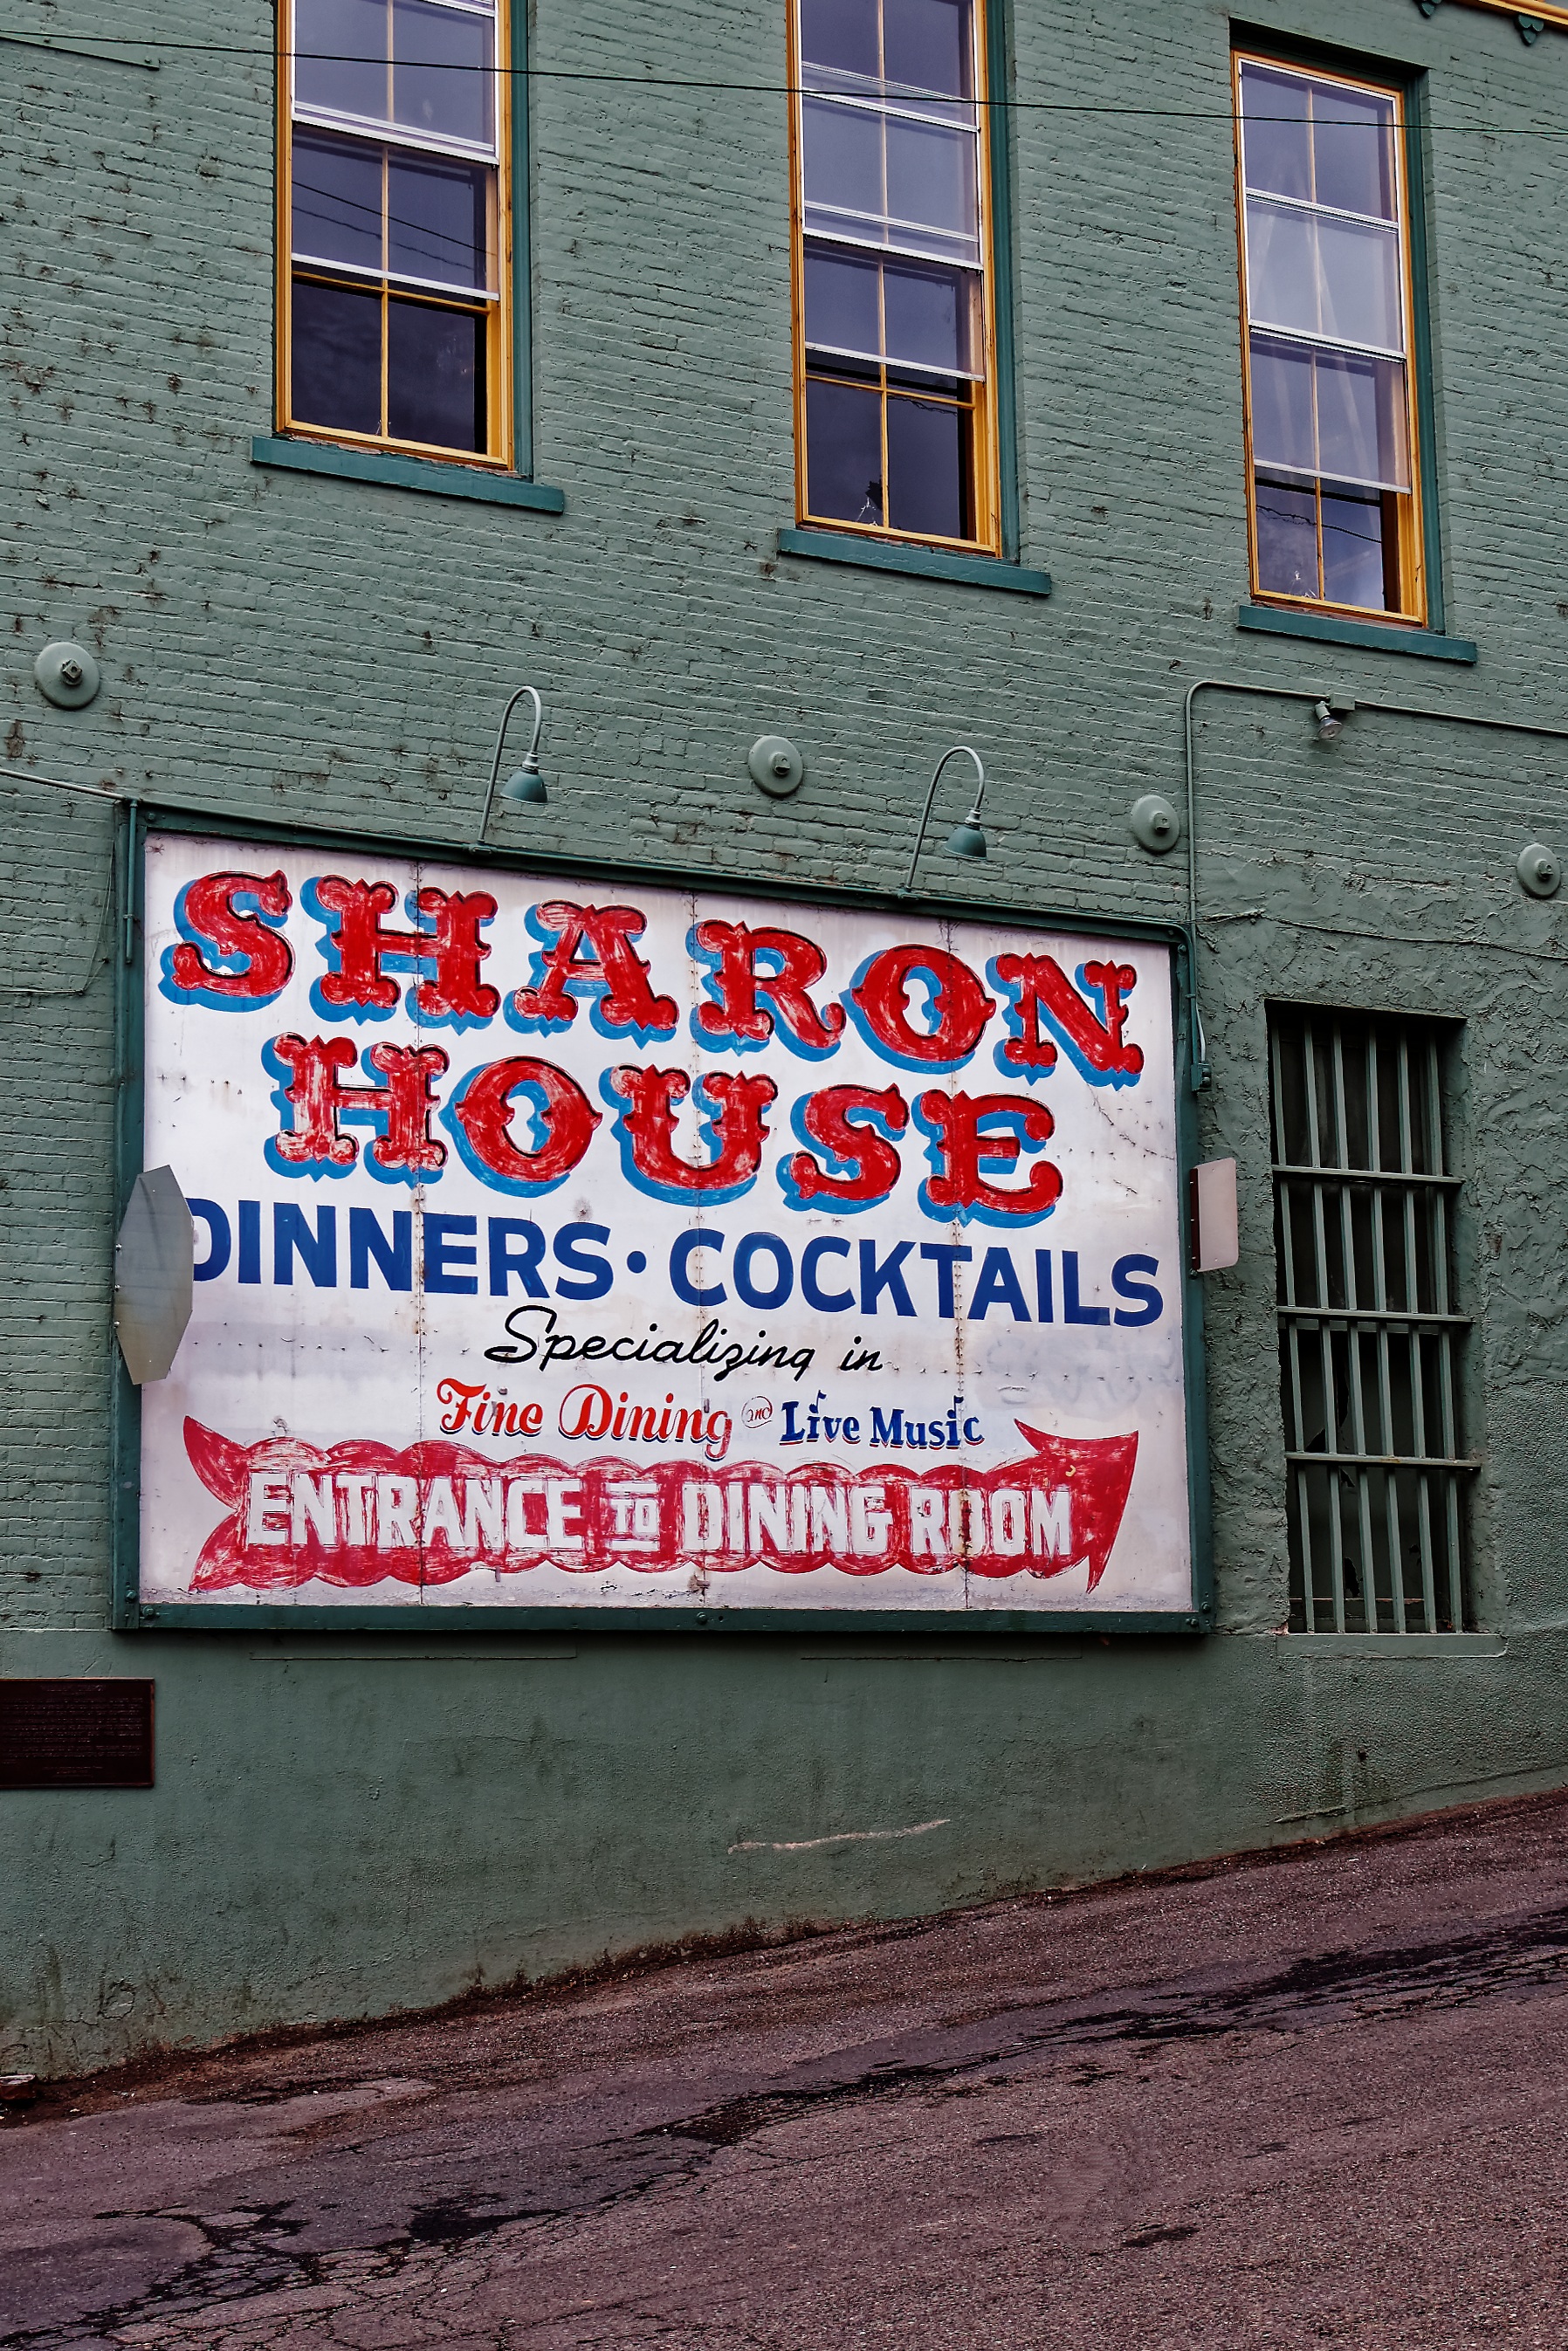 SHARON
HOUSE
DINNERS · COCKTAILS
Specializing in
Fine Dining and Live Music
ENTRANCE TO DINING ROOM